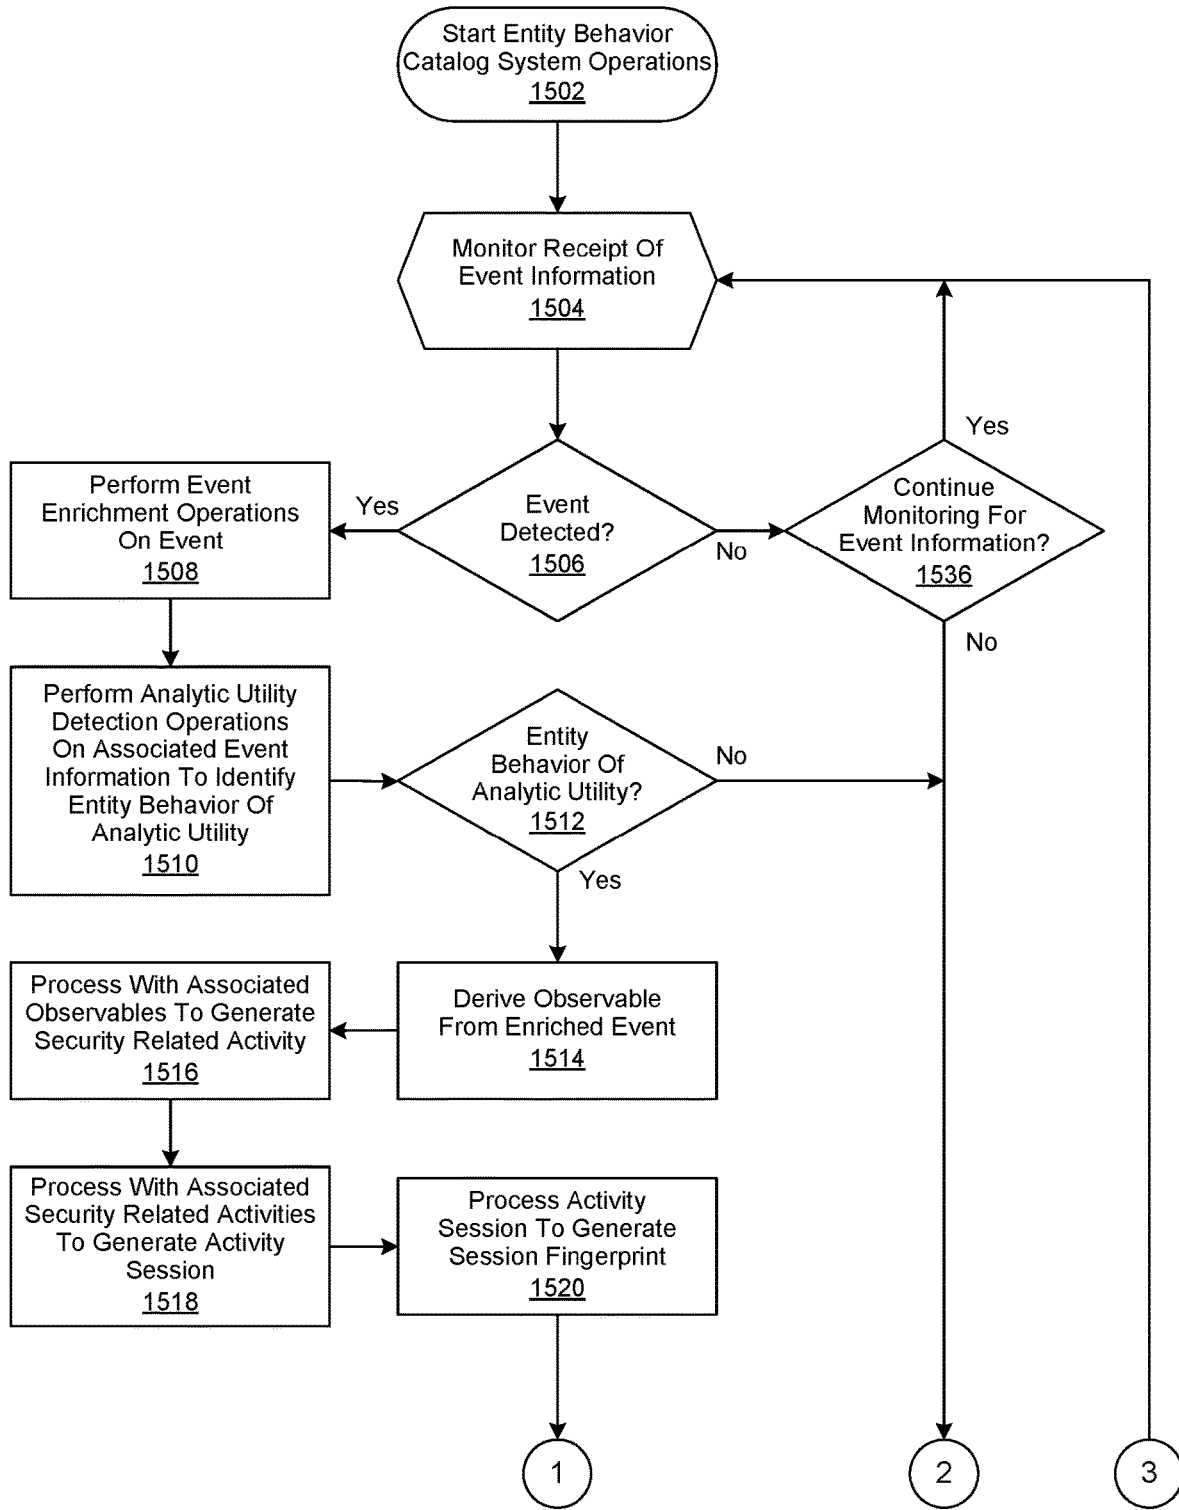 Start Entity Behavior
Catalog System Operations
1502
Monitor Receipt Of
Event Information
1504
Yes
Perform Event
Enrichment Operations
On Event
1508
Yes
Event
Detected?
1506
No
Continue
Monitoring For
Event Information?
1536
No
Perform Analytic Utility
Detection Operations
On Associated Event
Information To Identify
Entity Behavior Of
Analytic Utility
1510
Entity
Behavior Of
Analytic Utility?
1512
No
Yes
Process With Associated
Observables To Generate
Security Related Activity
1516
Derive Observable
From Enriched Event
1514
Process With Associated
Security Related Activities
To Generate Activity
Session
1518
Process Activity
Session To Generate
Session Fingerprint
1520
1
2
3